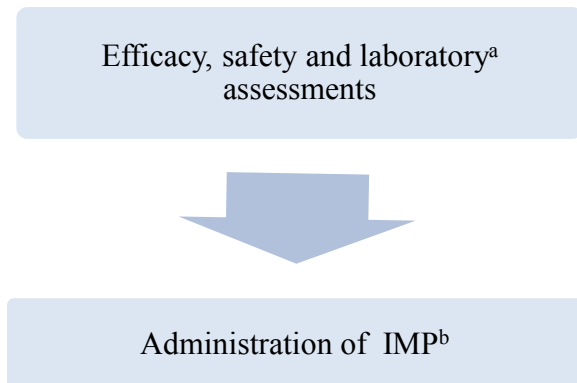 Efficacy, safety and laboratoryᵃ
assessments
Administration of IMPᵇ